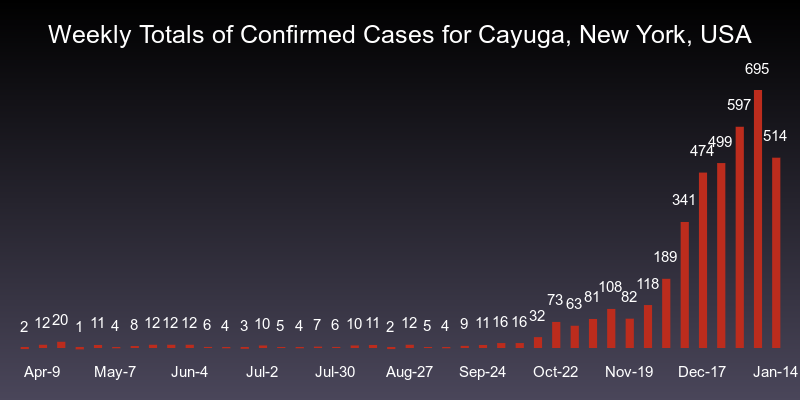 Weekly Totals of Confirmed Cases for Cayuga, New York, USA
2 12 20 1 11 4 8 12 12 12 6 4 3 10 5 4 7 6 10 11 2 12 5 4 9 11 16 16 32 73 63 81 108 82 118 189 341 474 499 597 695 514
Apr-9 May-7 Jun-4 Jul-2 Jul-30 Aug-27 Sep-24 Oct-22 Nov-19 Dec-17 Jan-14